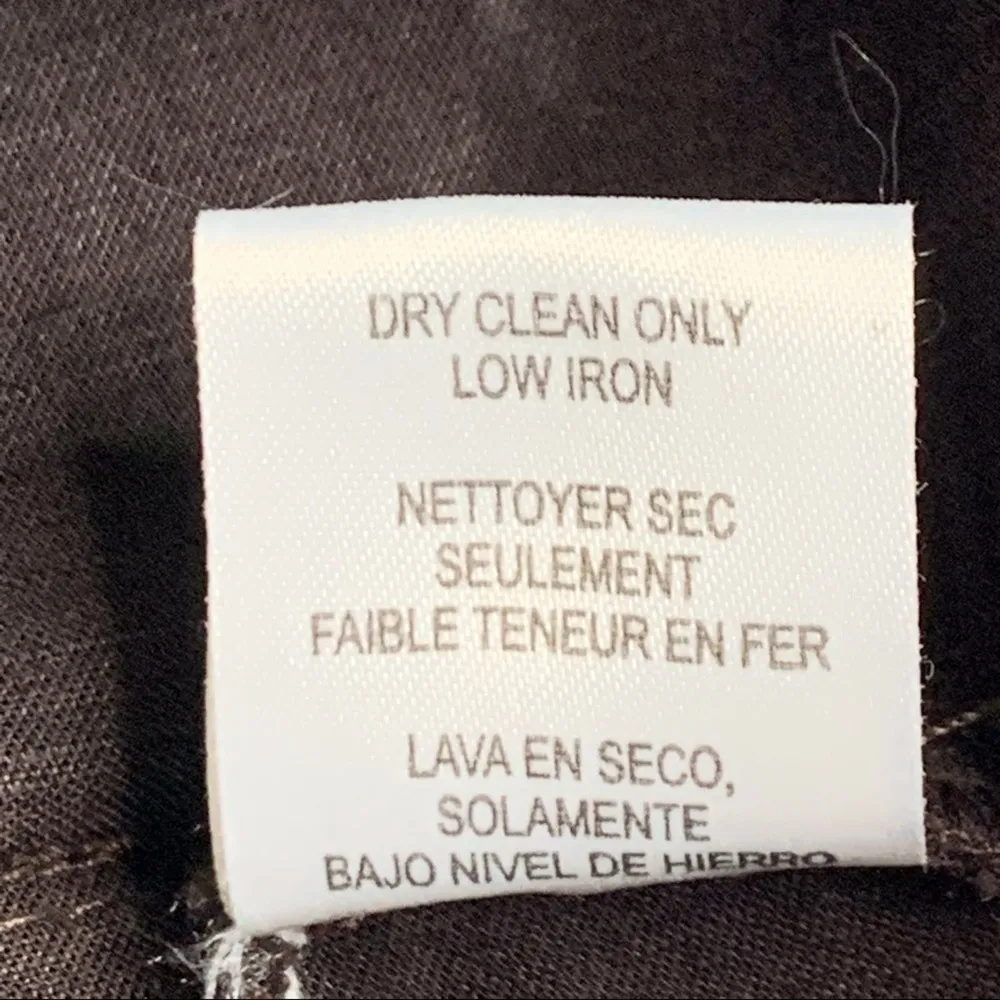 DRY CLEAN ONLY
LOW IRON
NETTOYER SEC
SEULEMENT
FAIBLE TENEUR EN FER
LAVA EN SECO,
SOLAMENTE
BAJO NIVEL DE HIERRO